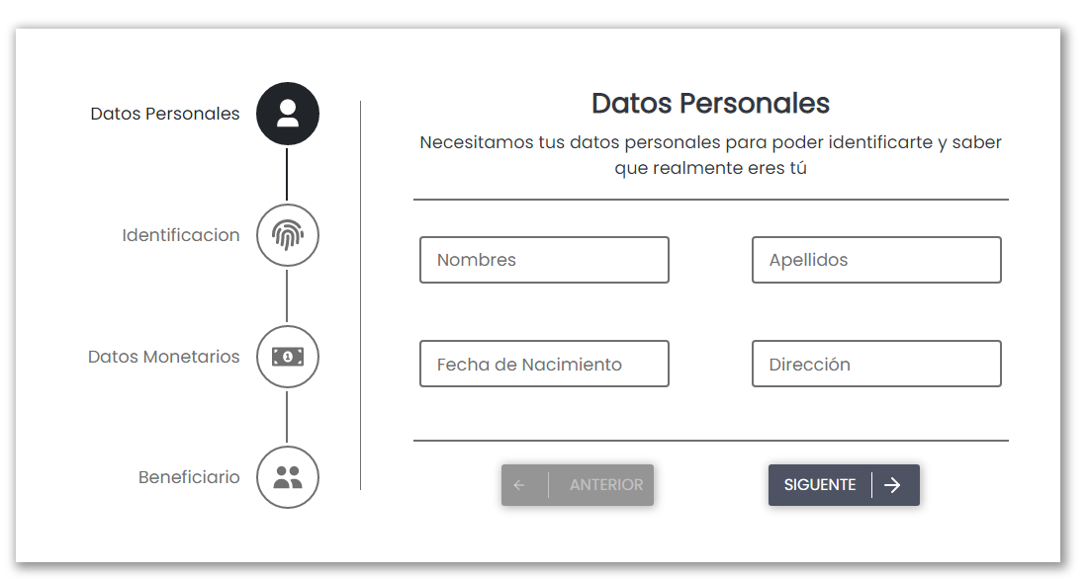 Datos Personales
Identificacion
Datos Monetarios
1
Beneficiario
Datos Personales
Necesitamos tus datos personales para poder identificarte y saber
que realmente eres tú
Nombres
Apellidos
Fecha de Nacimiento
Dirección
ANTERIOR
SIGUENTE